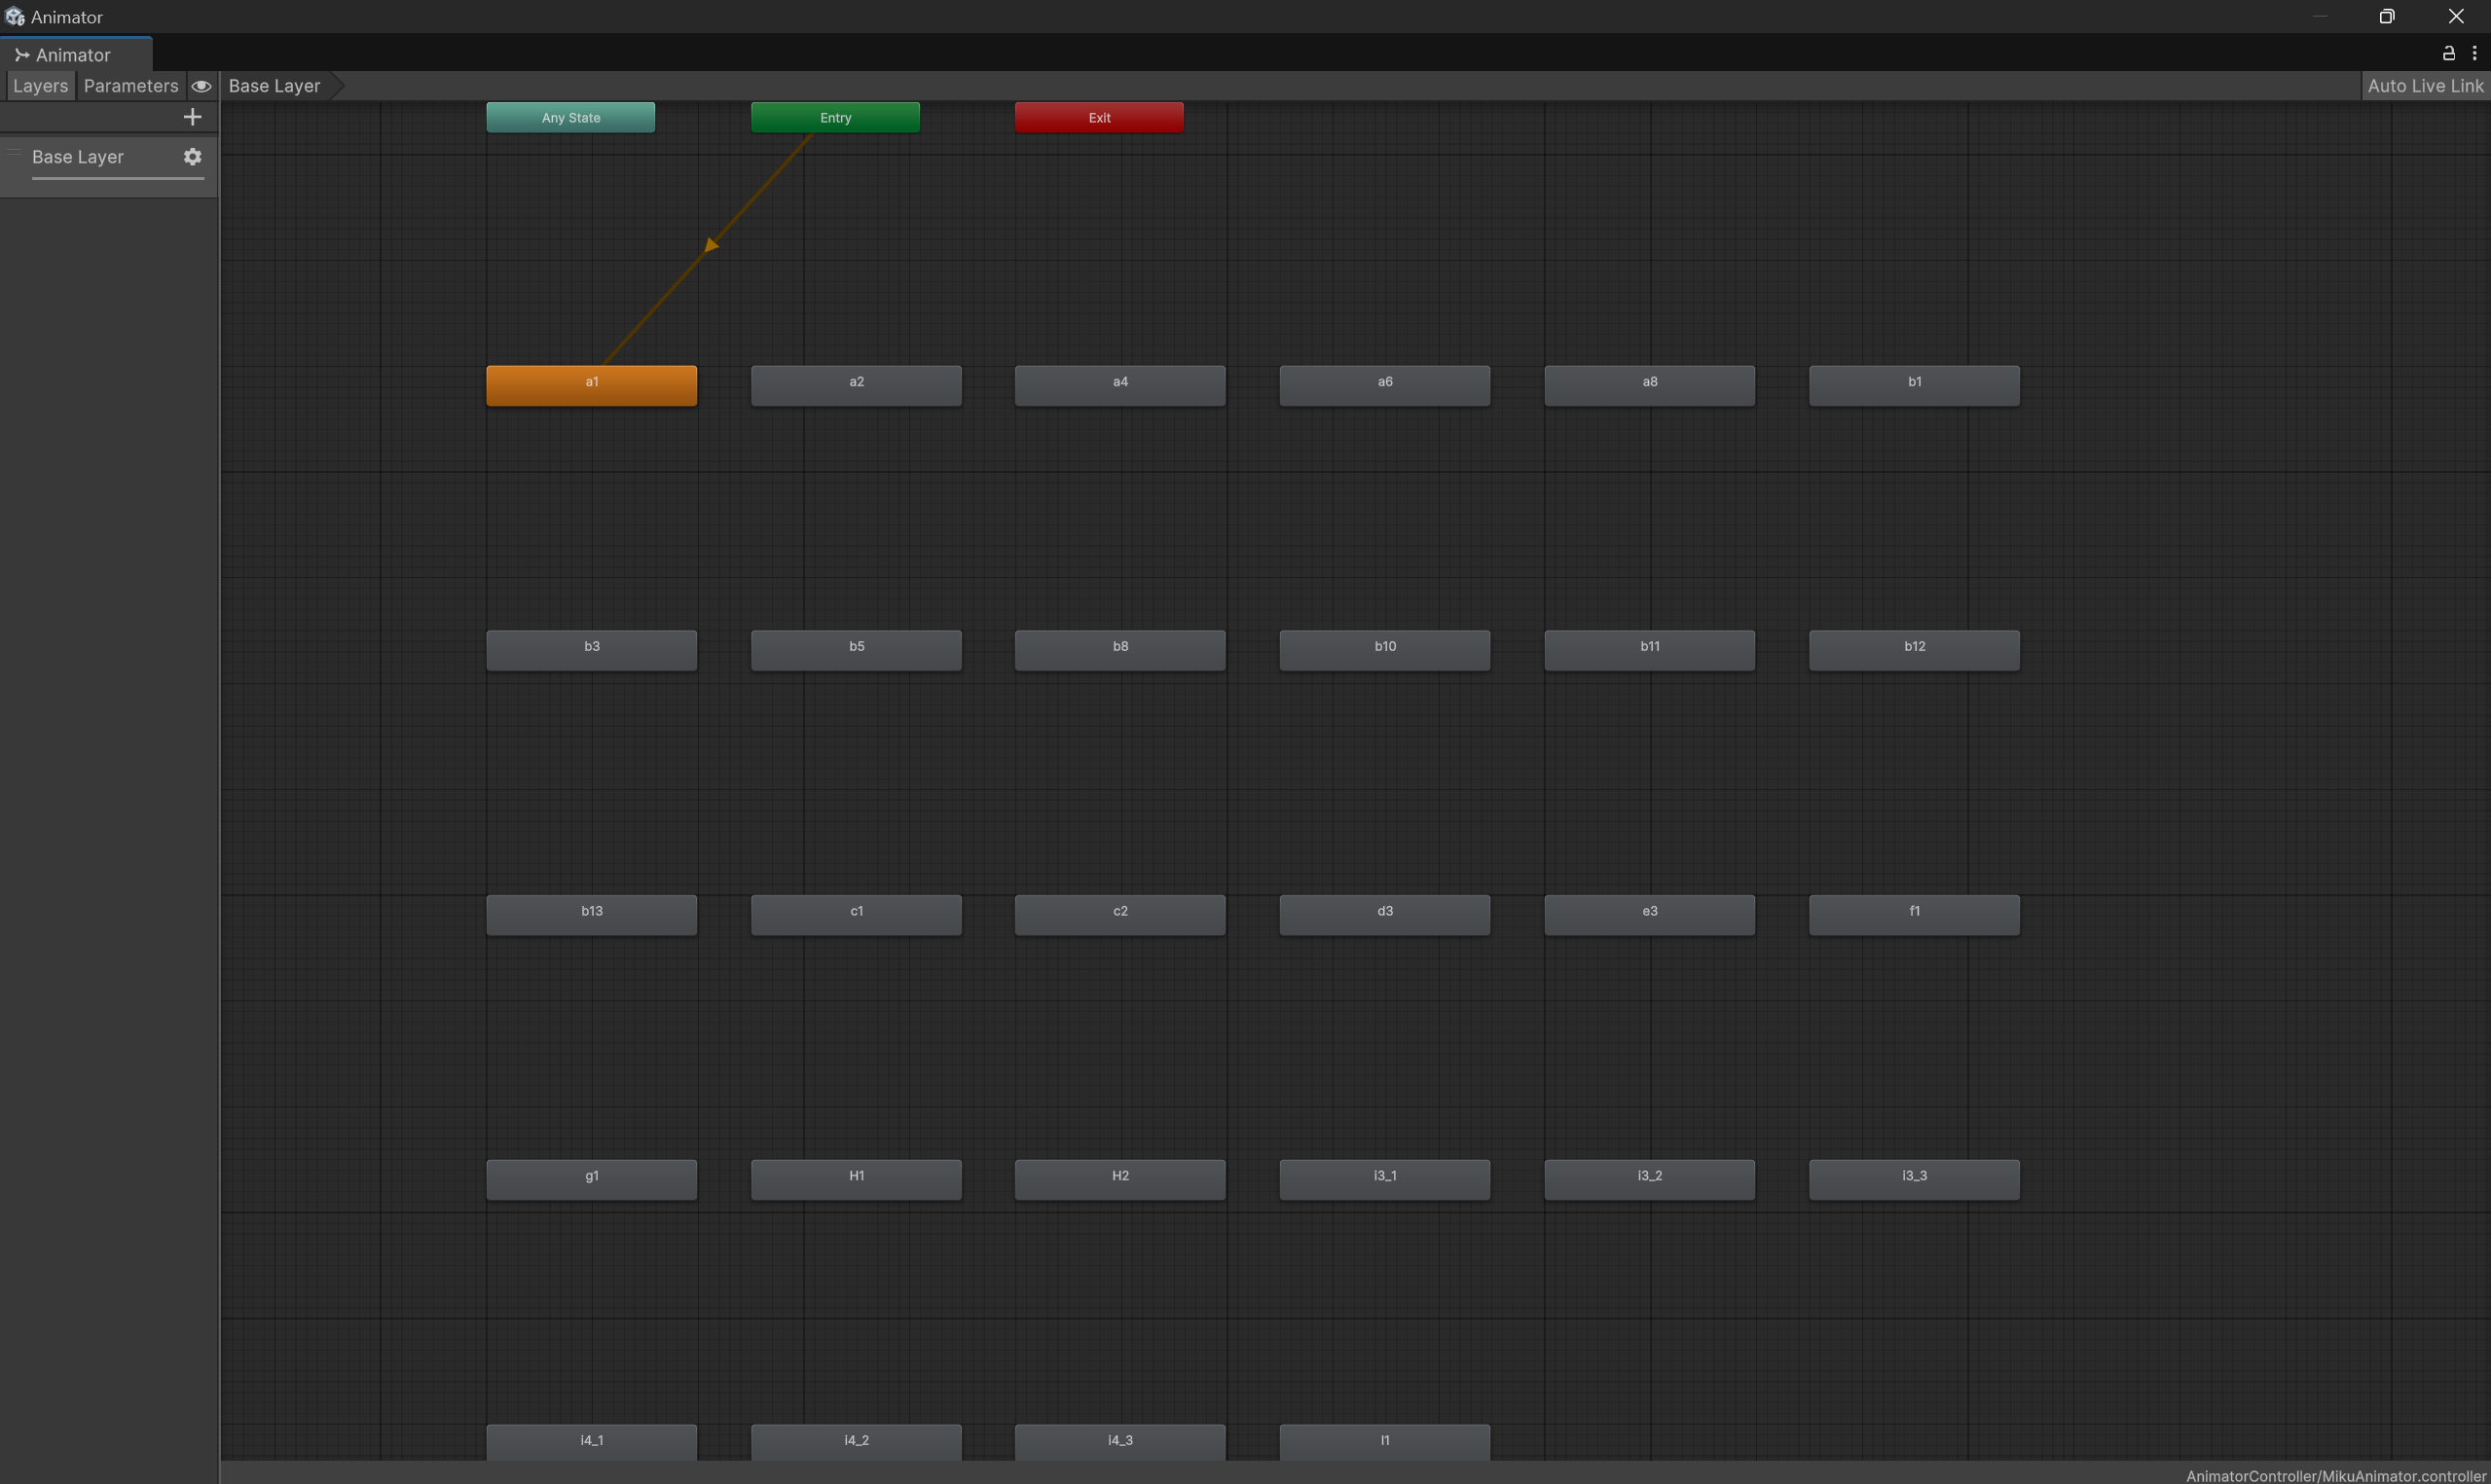 Animator
Animator
Layers Parameters Base Layer Auto Live Link
Base Layer
Any State Entry Exit
a1 a2 a4 a6 a8 b1
b3 b5 b8 b10 b11 b12
b13 c1 c2 d3 e3 f1
g1 H1 H2 i3_1 i3_2 i3_3
i4_1 i4_2 i4_3 l1
AnimatorController/MikuAnimator.controller